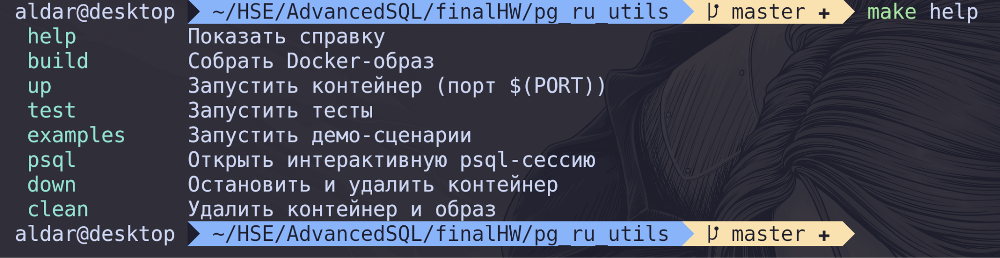 aldar@desktop ~/HSE/AdvancedSQL/finalHW/pg_ru_utils master + make help
help Показать справку
build Собрать Docker-образ
up Запустить контейнер (порт $(PORT))
test Запустить тесты
examples Запустить демо-сценарии
psql Открыть интерактивную psql-сессию
down Остановить и удалить контейнер
clean Удалить контейнер и образ
aldar@desktop ~/HSE/AdvancedSQL/finalHW/pg_ru_utils master +